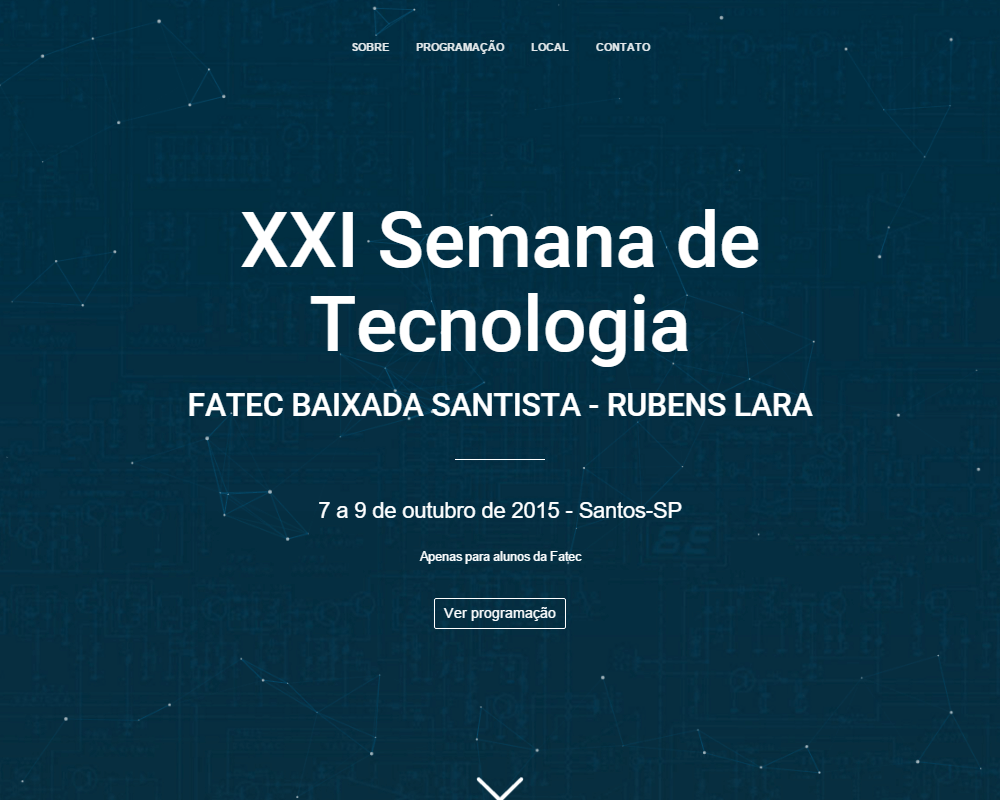 SOBRE PROGRAMAÇÃO LOCAL CONTATO
XXI Semana de
Tecnologia
FATEC BAIXADA SANTISTA - RUBENS LARA
7 a 9 de outubro de 2015 - Santos-SP
Apenas para alunos da Fatec
Ver programação